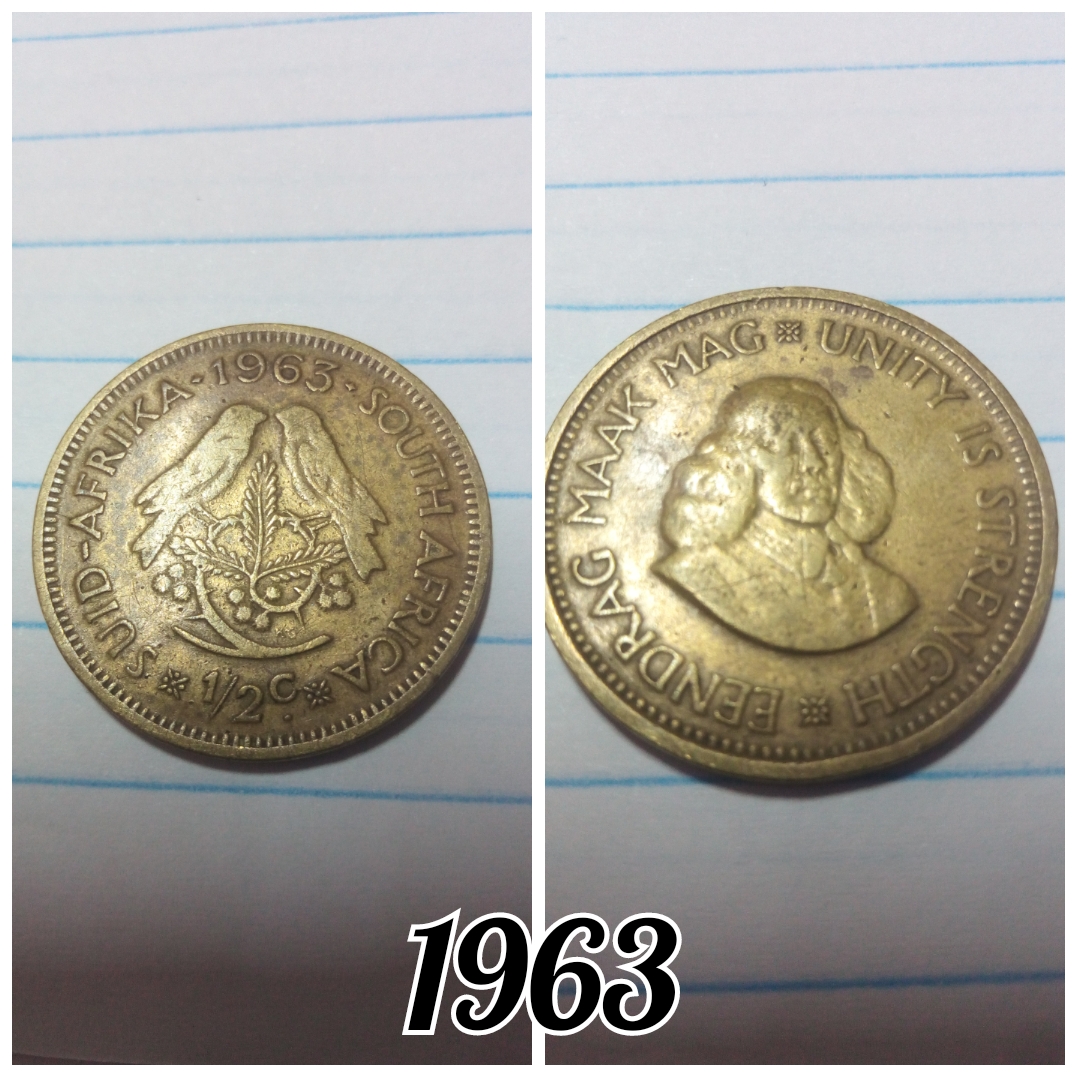 SUID-AFRIKA · 1963 · SOUTH AFRICA
1/2C.
EENDRAG MAAK MAG
UNITY IS STRENGTH
1963